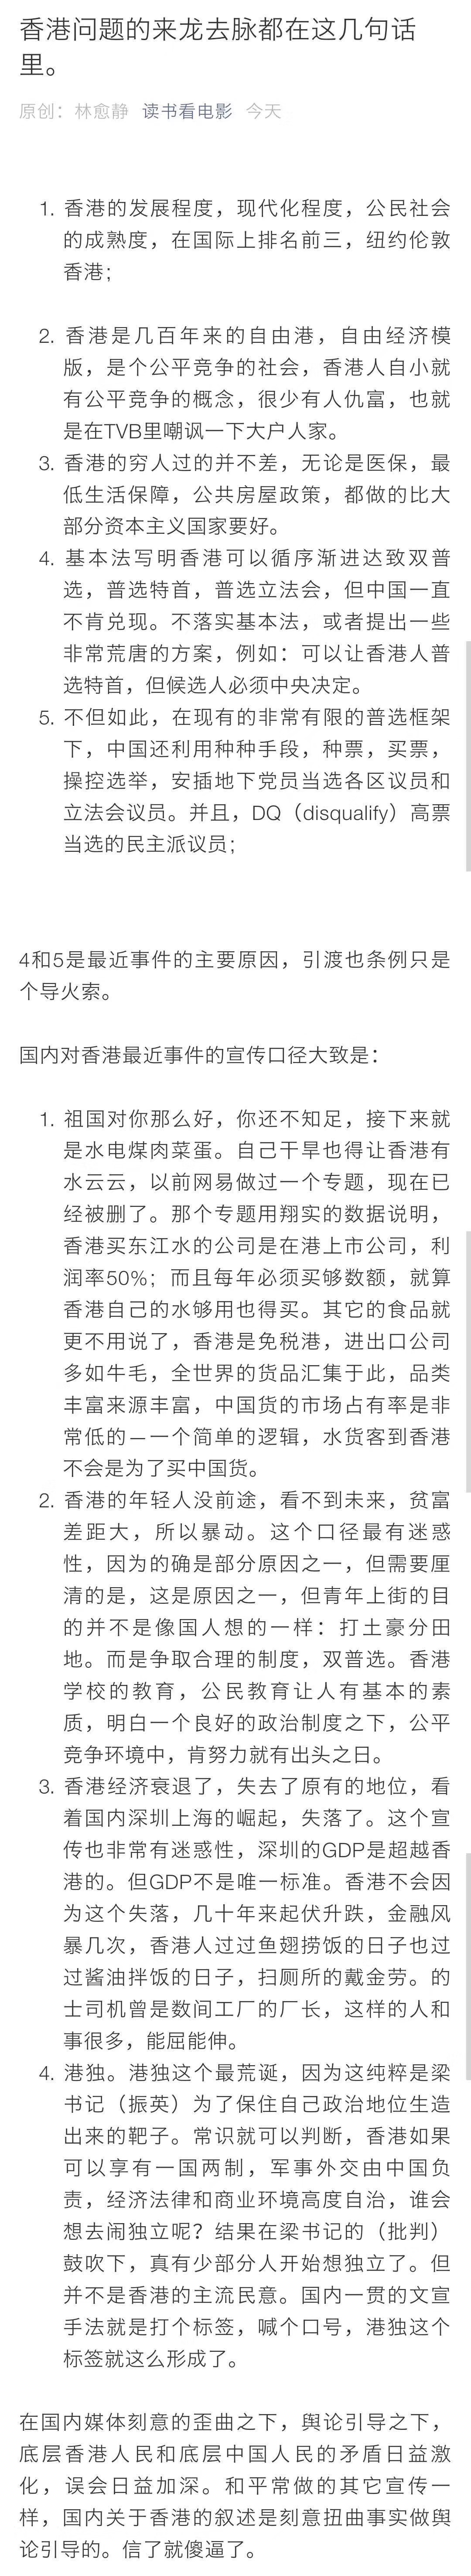 香港问题的来龙去脉都在这几句话
里。
原创：林愈静 读书看电影 今天
1. 香港的发展程度，现代化程度，公民社会
的成熟度，在国际上排名前三，纽约伦敦
香港；
2. 香港是几百年来的自由港，自由经济模
版，是个公平竞争的社会，香港人自小就
有公平竞争的概念，很少有人仇富，也就
是在TVB里嘲讽一下大户人家。
3. 香港的穷人过的并不差，无论是医保，最
低生活保障，公共房屋政策，都做的比大
部分资本主义国家要好。
4. 基本法写明香港可以循序渐进达致双普
选，普选特首，普选立法会，但中国一直
不肯兑现。不落实基本法，或者提出一些
非常荒唐的方案，例如：可以让香港人普
选特首，但候选人必须中央决定。
5. 不但如此，在现有的非常有限的普选框架
下，中国还利用种种手段，种票，买票，
操控选举，安插地下党员当选各区议员和
立法会议员。并且，DQ（disqualify）高票
当选的民主派议员；
4和5是最近事件的主要原因，引渡也条例只是
个导火索。
国内对香港最近事件的宣传口径大致是：
1. 祖国对你那么好，你还不知足，接下来就
是水电煤肉菜蛋。自己干旱也得让香港有
水云云，以前网易做过一个专题，现在已
经被删了。那个专题用翔实的数据说明，
香港买东江水的公司是在港上市公司，利
润率50%；而且每年必须买够数额，就算
香港自己的水够用也得买。其它的食品就
更不用说了，香港是免税港，进出口公司
多如牛毛，全世界的货品汇集于此，品类
丰富来源丰富，中国货的市场占有率是非
常低的－一个简单的逻辑，水货客到香港
不会是为了买中国货。
2. 香港的年轻人没前途，看不到未来，贫富
差距大，所以暴动。这个口径最有迷惑
性，因为的确是部分原因之一，但需要厘
清的是，这是原因之一，但青年上街的目
的并不是像国人想的一样：打土豪分田
地。而是争取合理的制度，双普选。香港
学校的教育，公民教育让人有基本的素
质，明白一个良好的政治制度之下，公平
竞争环境中，肯努力就有出头之日。
3. 香港经济衰退了，失去了原有的地位，看
着国内深圳上海的崛起，失落了。这个宣
传也非常有迷惑性，深圳的GDP是超越香
港的。但GDP不是唯一标准。香港不会因
为这个失落，几十年来起伏升跌，金融风
暴几次，香港人过过鱼翅捞饭的日子也过
过酱油拌饭的日子，扫厕所的戴金劳。的
士司机曾是数间工厂的厂长，这样的人和
事很多，能屈能伸。
4. 港独。港独这个最荒诞，因为这纯粹是梁
书记（振英）为了保住自己政治地位生造
出来的靶子。常识就可以判断，香港如果
可以享有一国两制，军事外交由中国负
责，经济法律和商业环境高度自治，谁会
想去闹独立呢？结果在梁书记的（批判）
鼓吹下，真有少部分人开始想独立了。但
并不是香港的主流民意。国内一贯的文宣
手法就是打个标签，喊个口号，港独这个
标签就这么形成了。
在国内媒体刻意的歪曲之下，舆论引导之下，
底层香港人民和底层中国人民的矛盾日益激
化，误会日益加深。和平常做的其它宣传一
样，国内关于香港的叙述是刻意扭曲事实做舆
论引导的。信了就傻逼了。